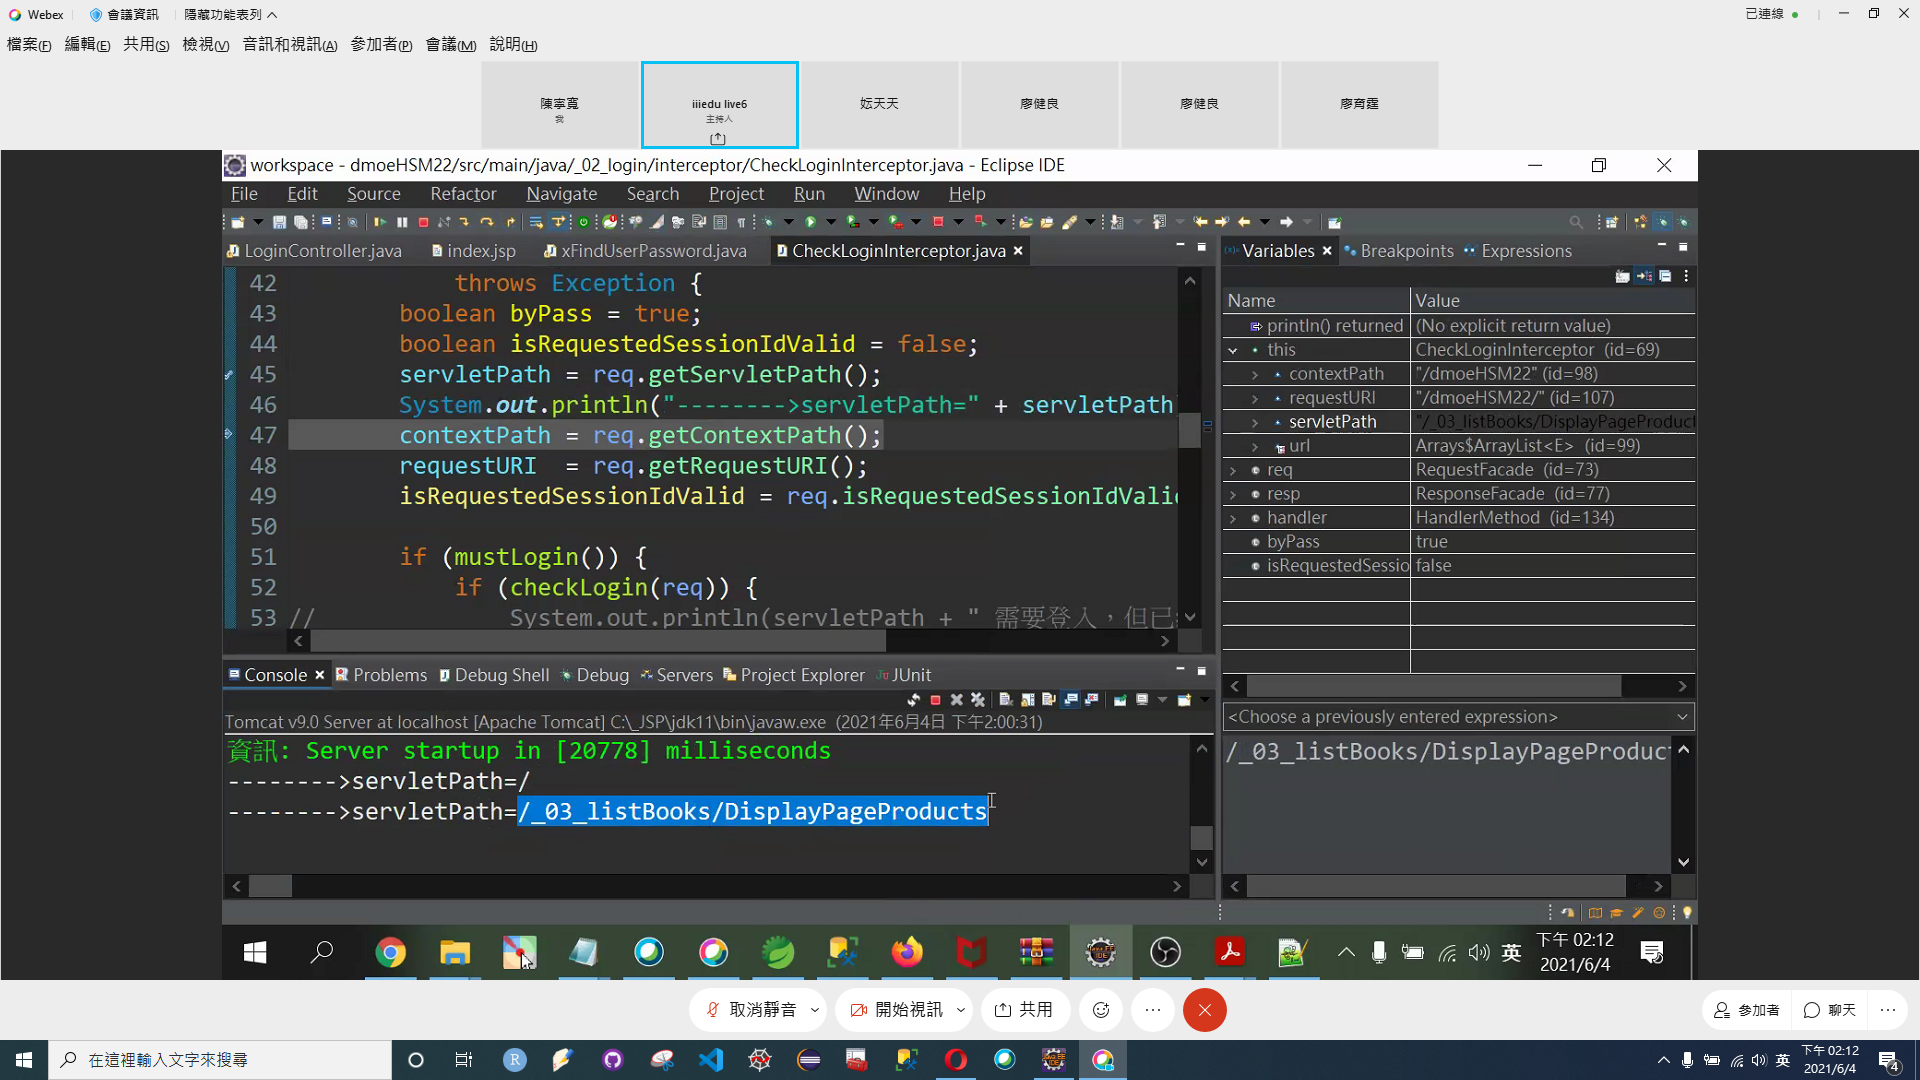 Webex 會議資訊 隱藏功能表列 已連線
檔案(F) 編輯(E) 共用(S) 檢視(V) 音訊和視訊(A) 參加者(P) 會議(M) 說明(H)
陳寧寬 iiiedu live6 妘天天 廖健良 廖健良 廖育霆
我 主持人
workspace - dmoeHSM22/src/main/java/_02_login/interceptor/CheckLoginInterceptor.java - Eclipse IDE
File Edit Source Refactor Navigate Search Project Run Window Help
LoginController.java index.jsp xFindUserPassword.java CheckLoginInterceptor.java
42 throws Exception {
43 boolean byPass = true;
44 boolean isRequestedSessionIdValid = false;
45 servletPath = req.getServletPath();
46 System.out.println("-------->servletPath=" + servletPath
47 contextPath = req.getContextPath();
48 requestURI = req.getRequestURI();
49 isRequestedSessionIdValid = req.isRequestedSessionIdVali
50
51 if (mustLogin()) {
52 if (checkLogin(req)) {
53 // System.out.println(servletPath + " 需要登入，但已
Variables Breakpoints Expressions
Name Value
println() returned (No explicit return value)
this CheckLoginInterceptor (id=69)
contextPath "/dmoeHSM22" (id=98)
requestURI "/dmoeHSM22/" (id=107)
servletPath "/_03_listBooks/DisplayPageProduct
url Arrays$ArrayList<E> (id=99)
req RequestFacade (id=73)
resp ResponseFacade (id=77)
handler HandlerMethod (id=134)
byPass true
isRequestedSessio false
<Choose a previously entered expression>
/_03_listBooks/DisplayPageProduct
Console Problems Debug Shell Debug Servers Project Explorer JUnit
Tomcat v9.0 Server at localhost [Apache Tomcat] C:\_JSP\jdk11\bin\javaw.exe (2021年6月4日 下午2:00:31)
資訊: Server startup in [20778] milliseconds
-------->servletPath=/
-------->servletPath=/_03_listBooks/DisplayPageProducts
英 下午 02:12
2021/6/4
取消靜音 開始視訊 共用 參加者 聊天
在這裡輸入文字來搜尋
英 下午 02:12
2021/6/4
4